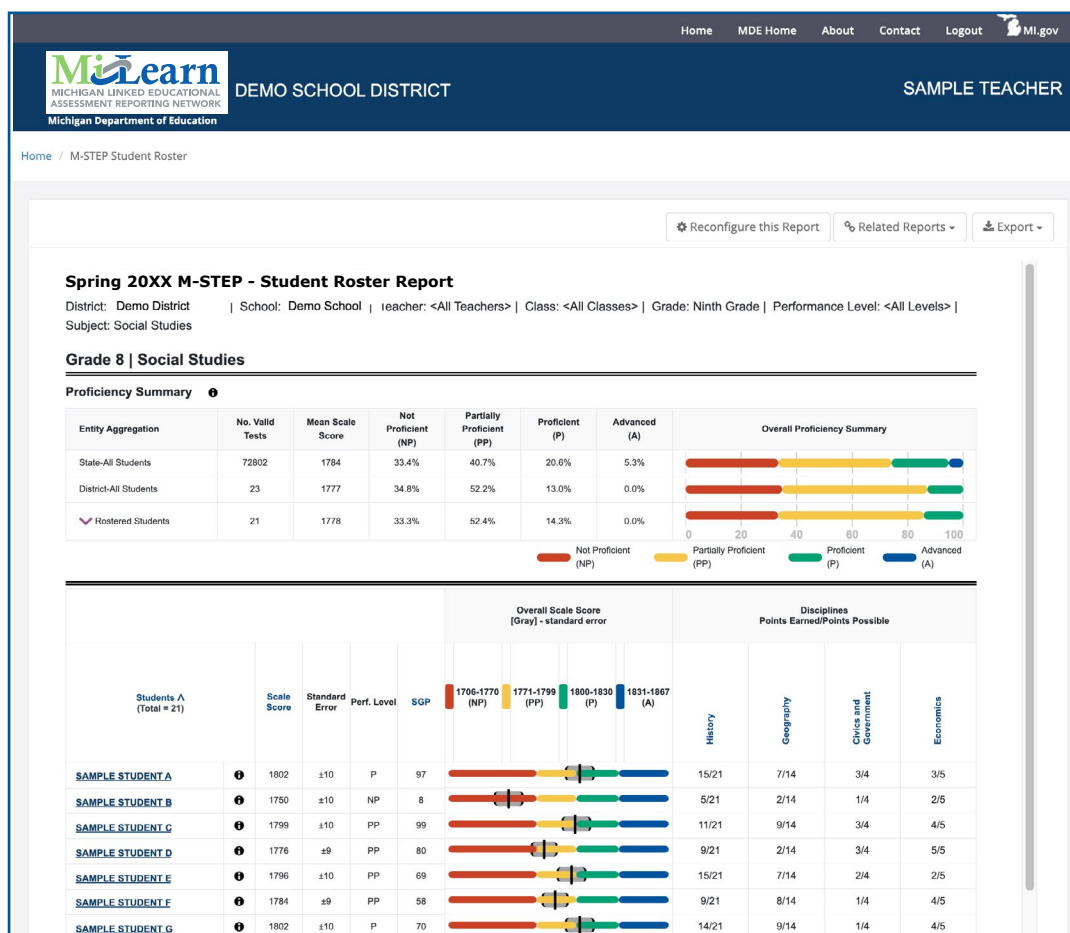 Home MDE Home About Contact Logout MI.gov
MiLearn
MICHIGAN LINKED EDUCATIONAL
ASSESSMENT REPORTING NETWORK
Michigan Department of Education
DEMO SCHOOL DISTRICT
SAMPLE TEACHER
Home / M-STEP Student Roster
Reconfigure this Report Related Reports Export
Spring 20XX M-STEP - Student Roster Report
District: Demo District | School: Demo School | Teacher: <All Teachers> | Class: <All Classes> | Grade: Ninth Grade | Performance Level: <All Levels> |
Subject: Social Studies
Grade 8 | Social Studies
Proficiency Summary
Entity Aggregation No. Valid Tests Mean Scale Score Not Proficient (NP) Partially Proficient (PP) Proficient (P) Advanced (A) Overall Proficiency Summary
State-All Students 72802 1784 33.4% 40.7% 20.6% 5.3%
District-All Students 23 1777 34.8% 52.2% 13.0% 0.0%
Rostered Students 21 1778 33.3% 52.4% 14.3% 0.0%
0 20 40 60 80 100
Not Proficient (NP) Partially Proficient (PP) Proficient (P) Advanced (A)
Overall Scale Score
[Gray] - standard error
Disciplines
Points Earned/Points Possible
Students Λ
(Total = 21)
Scale Score Standard Error Perf. Level SGP 1706-1770 (NP) 1771-1799 (PP) 1800-1830 (P) 1831-1867 (A) History Geography Civics and Government Economics
SAMPLE STUDENT A 1802 ±10 P 97 15/21 7/14 3/4 3/5
SAMPLE STUDENT B 1750 ±10 NP 8 5/21 2/14 1/4 2/5
SAMPLE STUDENT C 1799 ±10 PP 99 11/21 9/14 3/4 4/5
SAMPLE STUDENT D 1776 ±9 PP 80 9/21 2/14 3/4 5/5
SAMPLE STUDENT E 1796 ±10 PP 69 15/21 7/14 2/4 2/5
SAMPLE STUDENT F 1784 ±9 PP 58 9/21 8/14 1/4 4/5
SAMPLE STUDENT G 1802 ±10 P 70 14/21 9/14 1/4 4/5